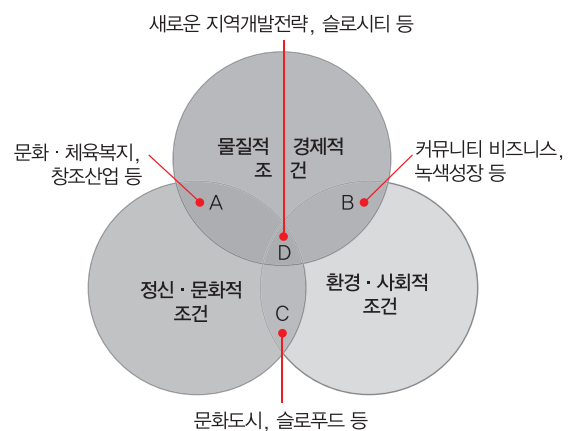 새로운 지역개발전략, 슬로시티 등
문화·체육복지,
창조산업 등
물질적 경제적
조 건
커뮤니티 비즈니스,
녹색성장 등
A
B
D
정신·문화적
조건
환경·사회적
조건
C
문화도시, 슬로푸드 등